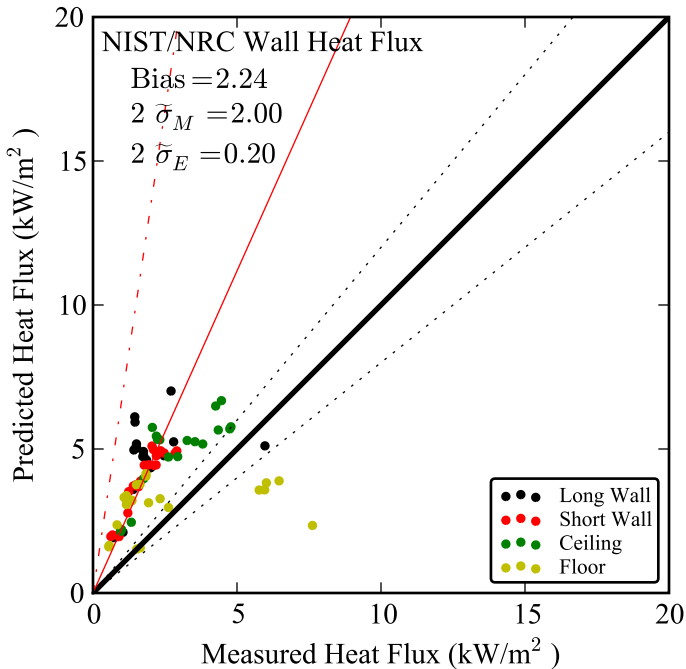 NIST/NRC Wall Heat Flux
Bias = 2.24
2 σ̃_M = 2.00
2 σ̃_E = 0.20
Predicted Heat Flux (kW/m²)
20
15
10
5
0
0 5 10 15 20
Measured Heat Flux (kW/m²)
Long Wall
Short Wall
Ceiling
Floor